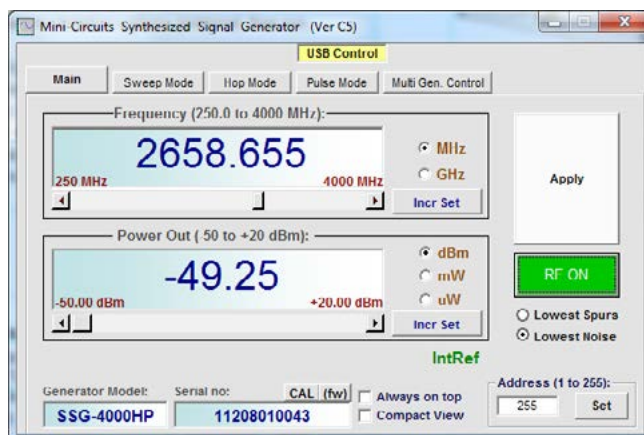 Mini-Circuits Synthesized Signal Generator (Ver C5)
USB Control
Main Sweep Mode Hop Mode Pulse Mode Multi Gen. Control
Frequency (250.0 to 4000 MHz):
2658.655
250 MHz 4000 MHz
MHz
GHz
Incr Set
Apply
Power Out (-50 to +20 dBm):
-49.25
-50.00 dBm +20.00 dBm
dBm
mW
uW
Incr Set
RF ON
Lowest Spurs
Lowest Noise
IntRef
Generator Model: Serial no: CAL (fw)
SSG-4000HP 11208010043
Always on top
Compact View
Address (1 to 255):
255 Set